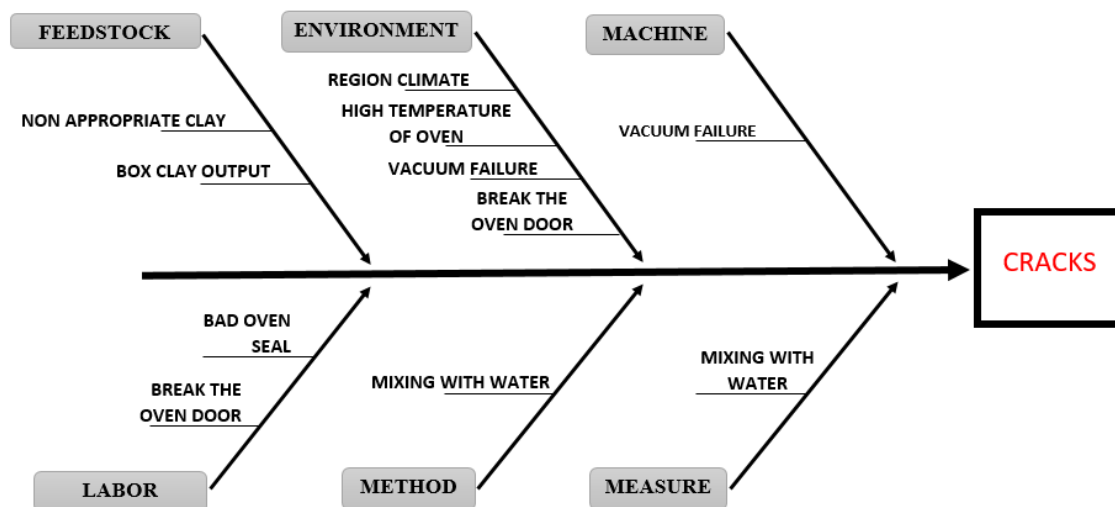 FEEDSTOCK
ENVIRONMENT
MACHINE
REGION CLIMATE
NON APPROPRIATE CLAY
HIGH TEMPERATURE
OF OVEN
VACUUM FAILURE
BOX CLAY OUTPUT
VACUUM FAILURE
BREAK THE
OVEN DOOR
CRACKS
BAD OVEN
SEAL
BREAK THE
OVEN DOOR
MIXING WITH WATER
MIXING WITH
WATER
LABOR
METHOD
MEASURE